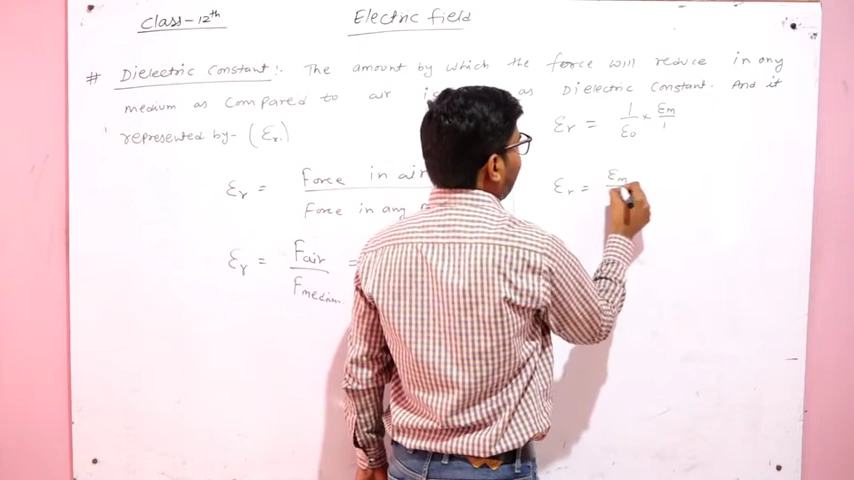 Class-12th
Electric field
# Dielectric Constant:- The amount by which the force will reduce in any
medium as compared to air is as Dielectric Constant. And it
represented by- (εr.)
εr = Force in air
Force in any
εr = Fair / Fmedium =
εr = 1/ε0 × εm/1
εr = εm